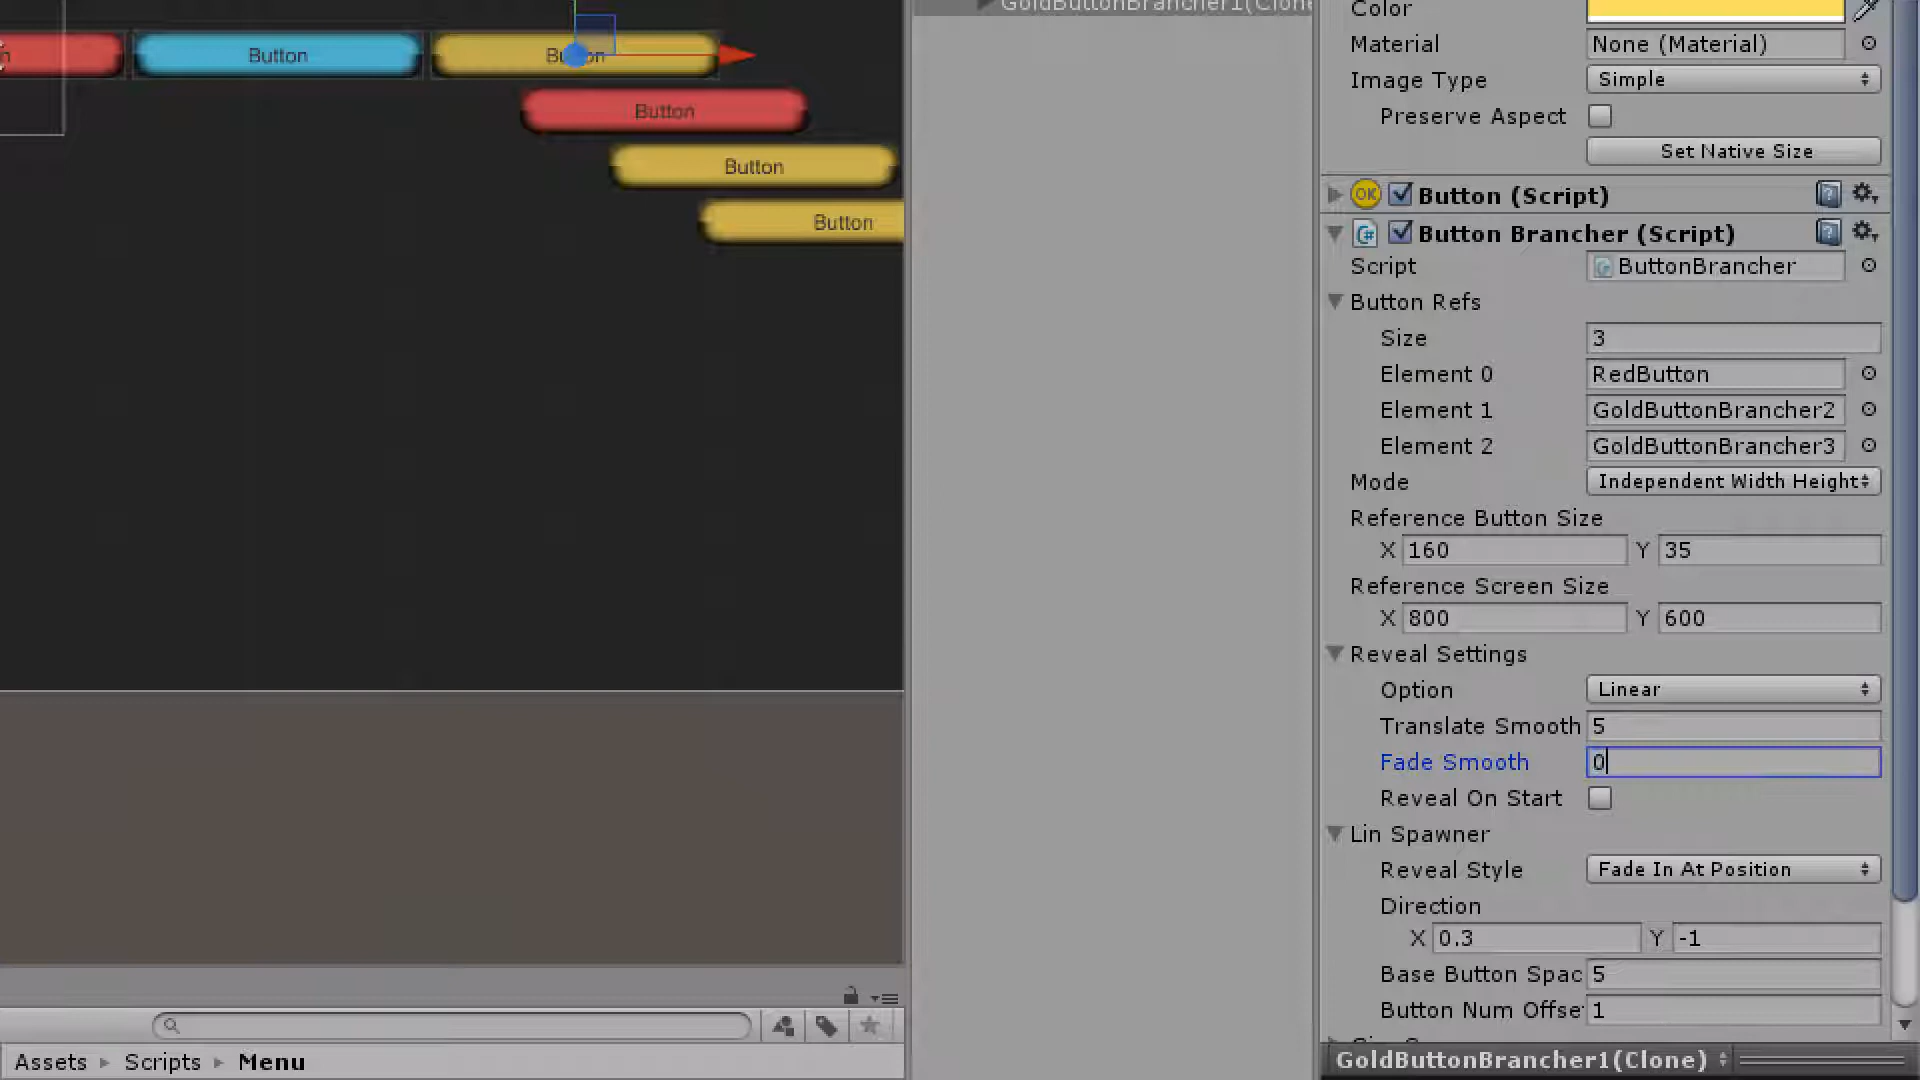 GoldButtonBrancher1(Clone
Button
Button
Button
Button
Button
Color
Material None (Material)
Image Type Simple
Preserve Aspect
Set Native Size
OK Button (Script)
C# Button Brancher (Script)
Script ButtonBrancher
Button Refs
Size 3
Element 0 RedButton
Element 1 GoldButtonBrancher2
Element 2 GoldButtonBrancher3
Mode Independent Width Height
Reference Button Size
X 160 Y 35
Reference Screen Size
X 800 Y 600
Reveal Settings
Option Linear
Translate Smooth 5
Fade Smooth 0
Reveal On Start
Lin Spawner
Reveal Style Fade In At Position
Direction
X 0.3 Y -1
Base Button Spac 5
Button Num Offse 1
Assets Scripts Menu
GoldButtonBrancher1(Clone)